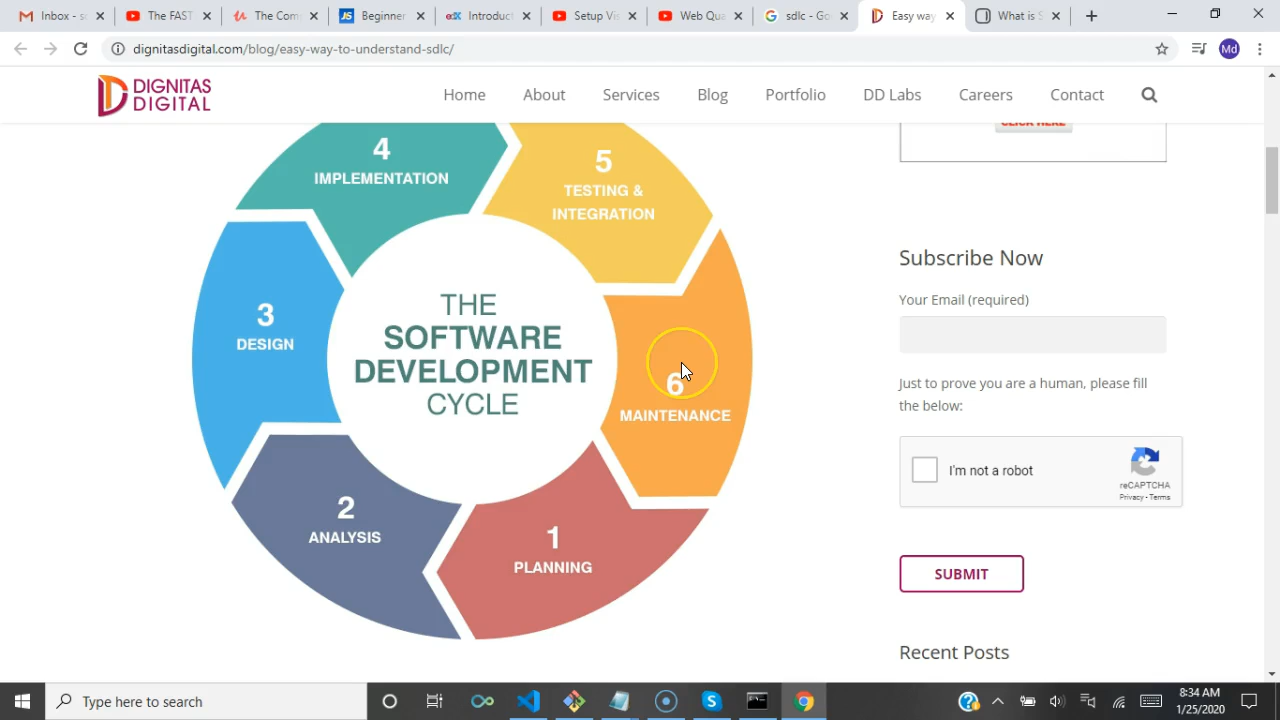 Inbox - s
The FAST
The Com
Beginner
Introduct
Setup Vi
Web Qua
sdlc - Go
Easy way
What is
dignitasdigital.com/blog/easy-way-to-understand-sdlc/
Md
DIGNITAS
DIGITAL
Home
About
Services
Blog
Portfolio
DD Labs
Careers
Contact
CLICK HERE
4
IMPLEMENTATION
5
TESTING &
INTEGRATION
3
DESIGN
THE
SOFTWARE
DEVELOPMENT
CYCLE
6
MAINTENANCE
2
ANALYSIS
1
PLANNING
Subscribe Now
Your Email (required)
Just to prove you are a human, please fill
the below:
I'm not a robot
reCAPTCHA
Privacy - Terms
SUBMIT
Recent Posts
Type here to search
8:34 AM
1/25/2020